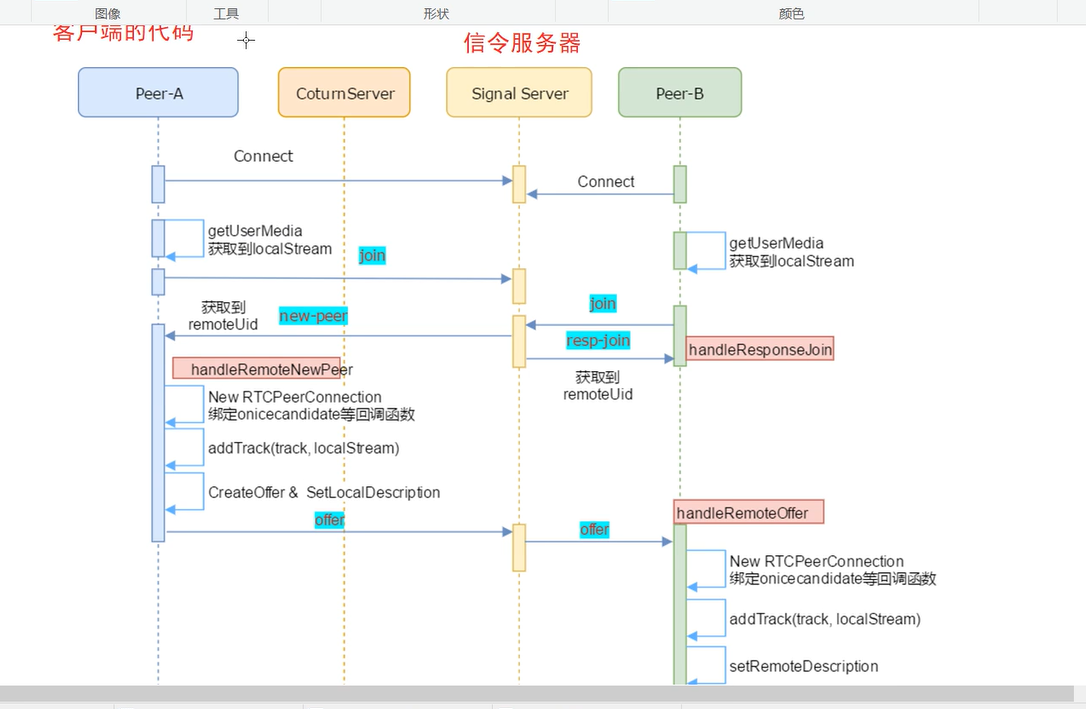 图像
工具
形状
颜色
客户端的代码
信令服务器
Peer-A
CoturnServer
Signal Server
Peer-B
Connect
Connect
getUserMedia
获取到localStream
getUserMedia
获取到localStream
join
join
获取到
remoteUid
new-peer
resp-join
handleResponseJoin
获取到
remoteUid
handleRemoteNewPeer
New RTCPeerConnection
绑定onicecandidate等回调函数
addTrack(track, localStream)
CreateOffer & SetLocalDescription
offer
offer
handleRemoteOffer
New RTCPeerConnection
绑定onicecandidate等回调函数
addTrack(track, localStream)
setRemoteDescription